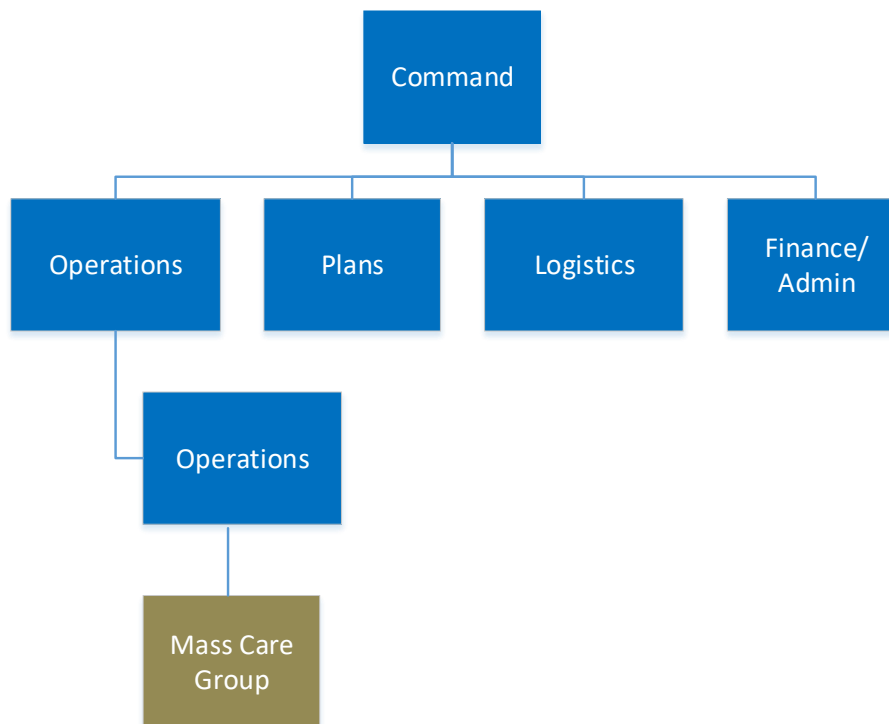 Command
Operations
Plans
Logistics
Finance/
Admin
Operations
Mass Care
Group